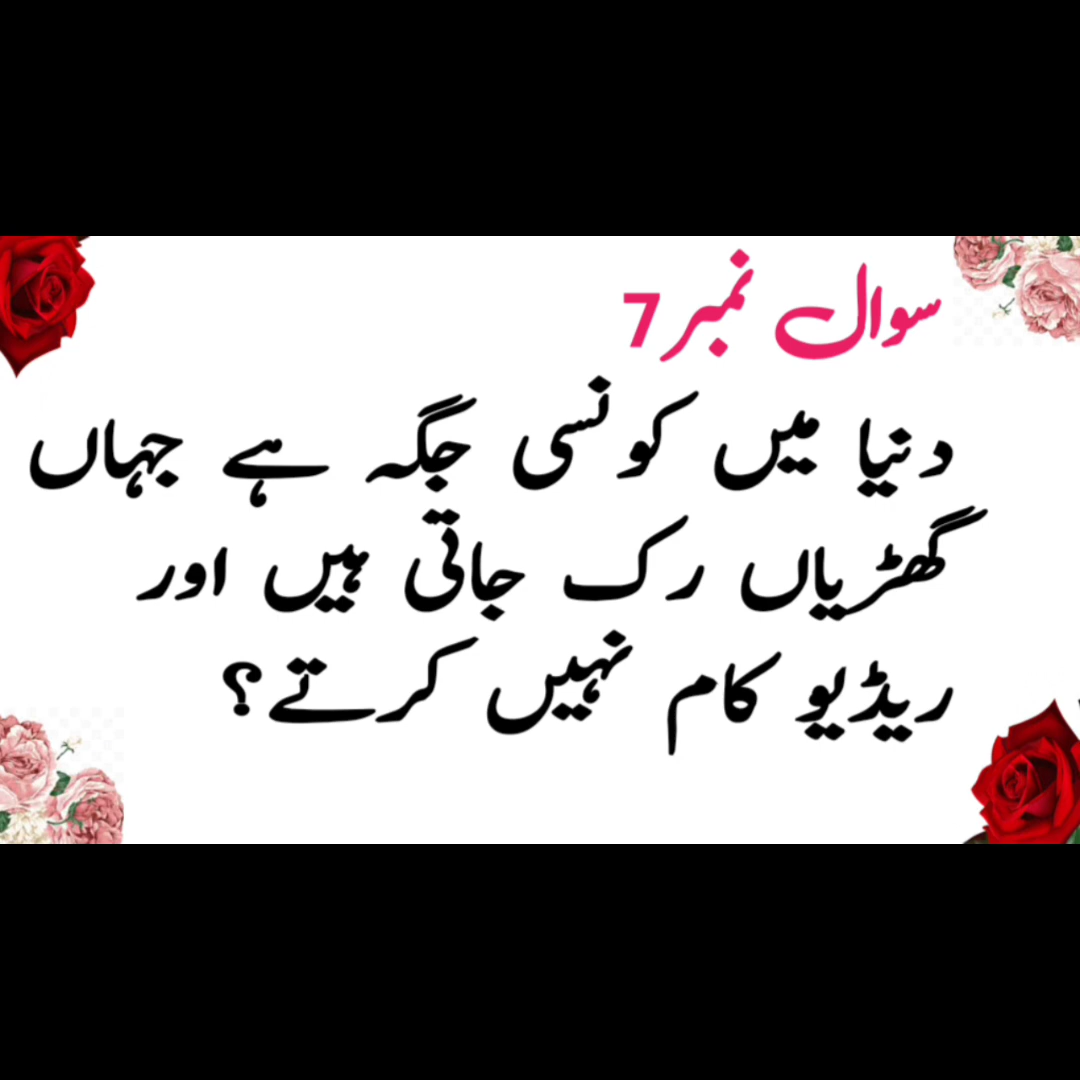 سوال نمبر7
دنیا میں کونسی جگہ ہے جہاں
گھڑیاں رک جاتی ہیں اور
ریڈیو کام نہیں کرتے؟